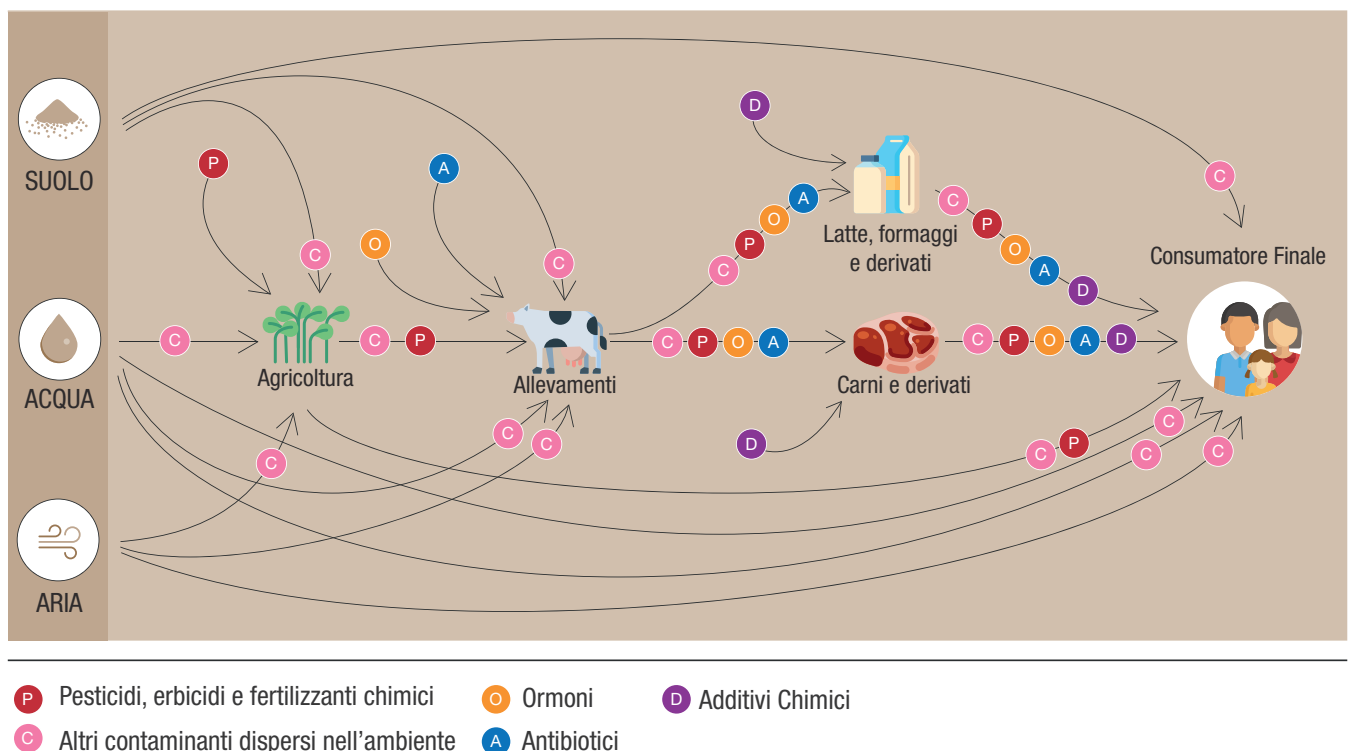 D
SUOLO
P
A
C
C
A
O
P
C
C
P
O
A
D
Latte, formaggi
e derivati
C
Consumatore Finale
O
C
C
ACQUA
C
Agricoltura
C
P
Allevamenti
C
P
O
A
Carni e derivati
C
P
O
A
D
D
C
C
C
C
P
C
C
C
ARIA
P Pesticidi, erbicidi e fertilizzanti chimici
O Ormoni
D Additivi Chimici
C Altri contaminanti dispersi nell'ambiente
A Antibiotici